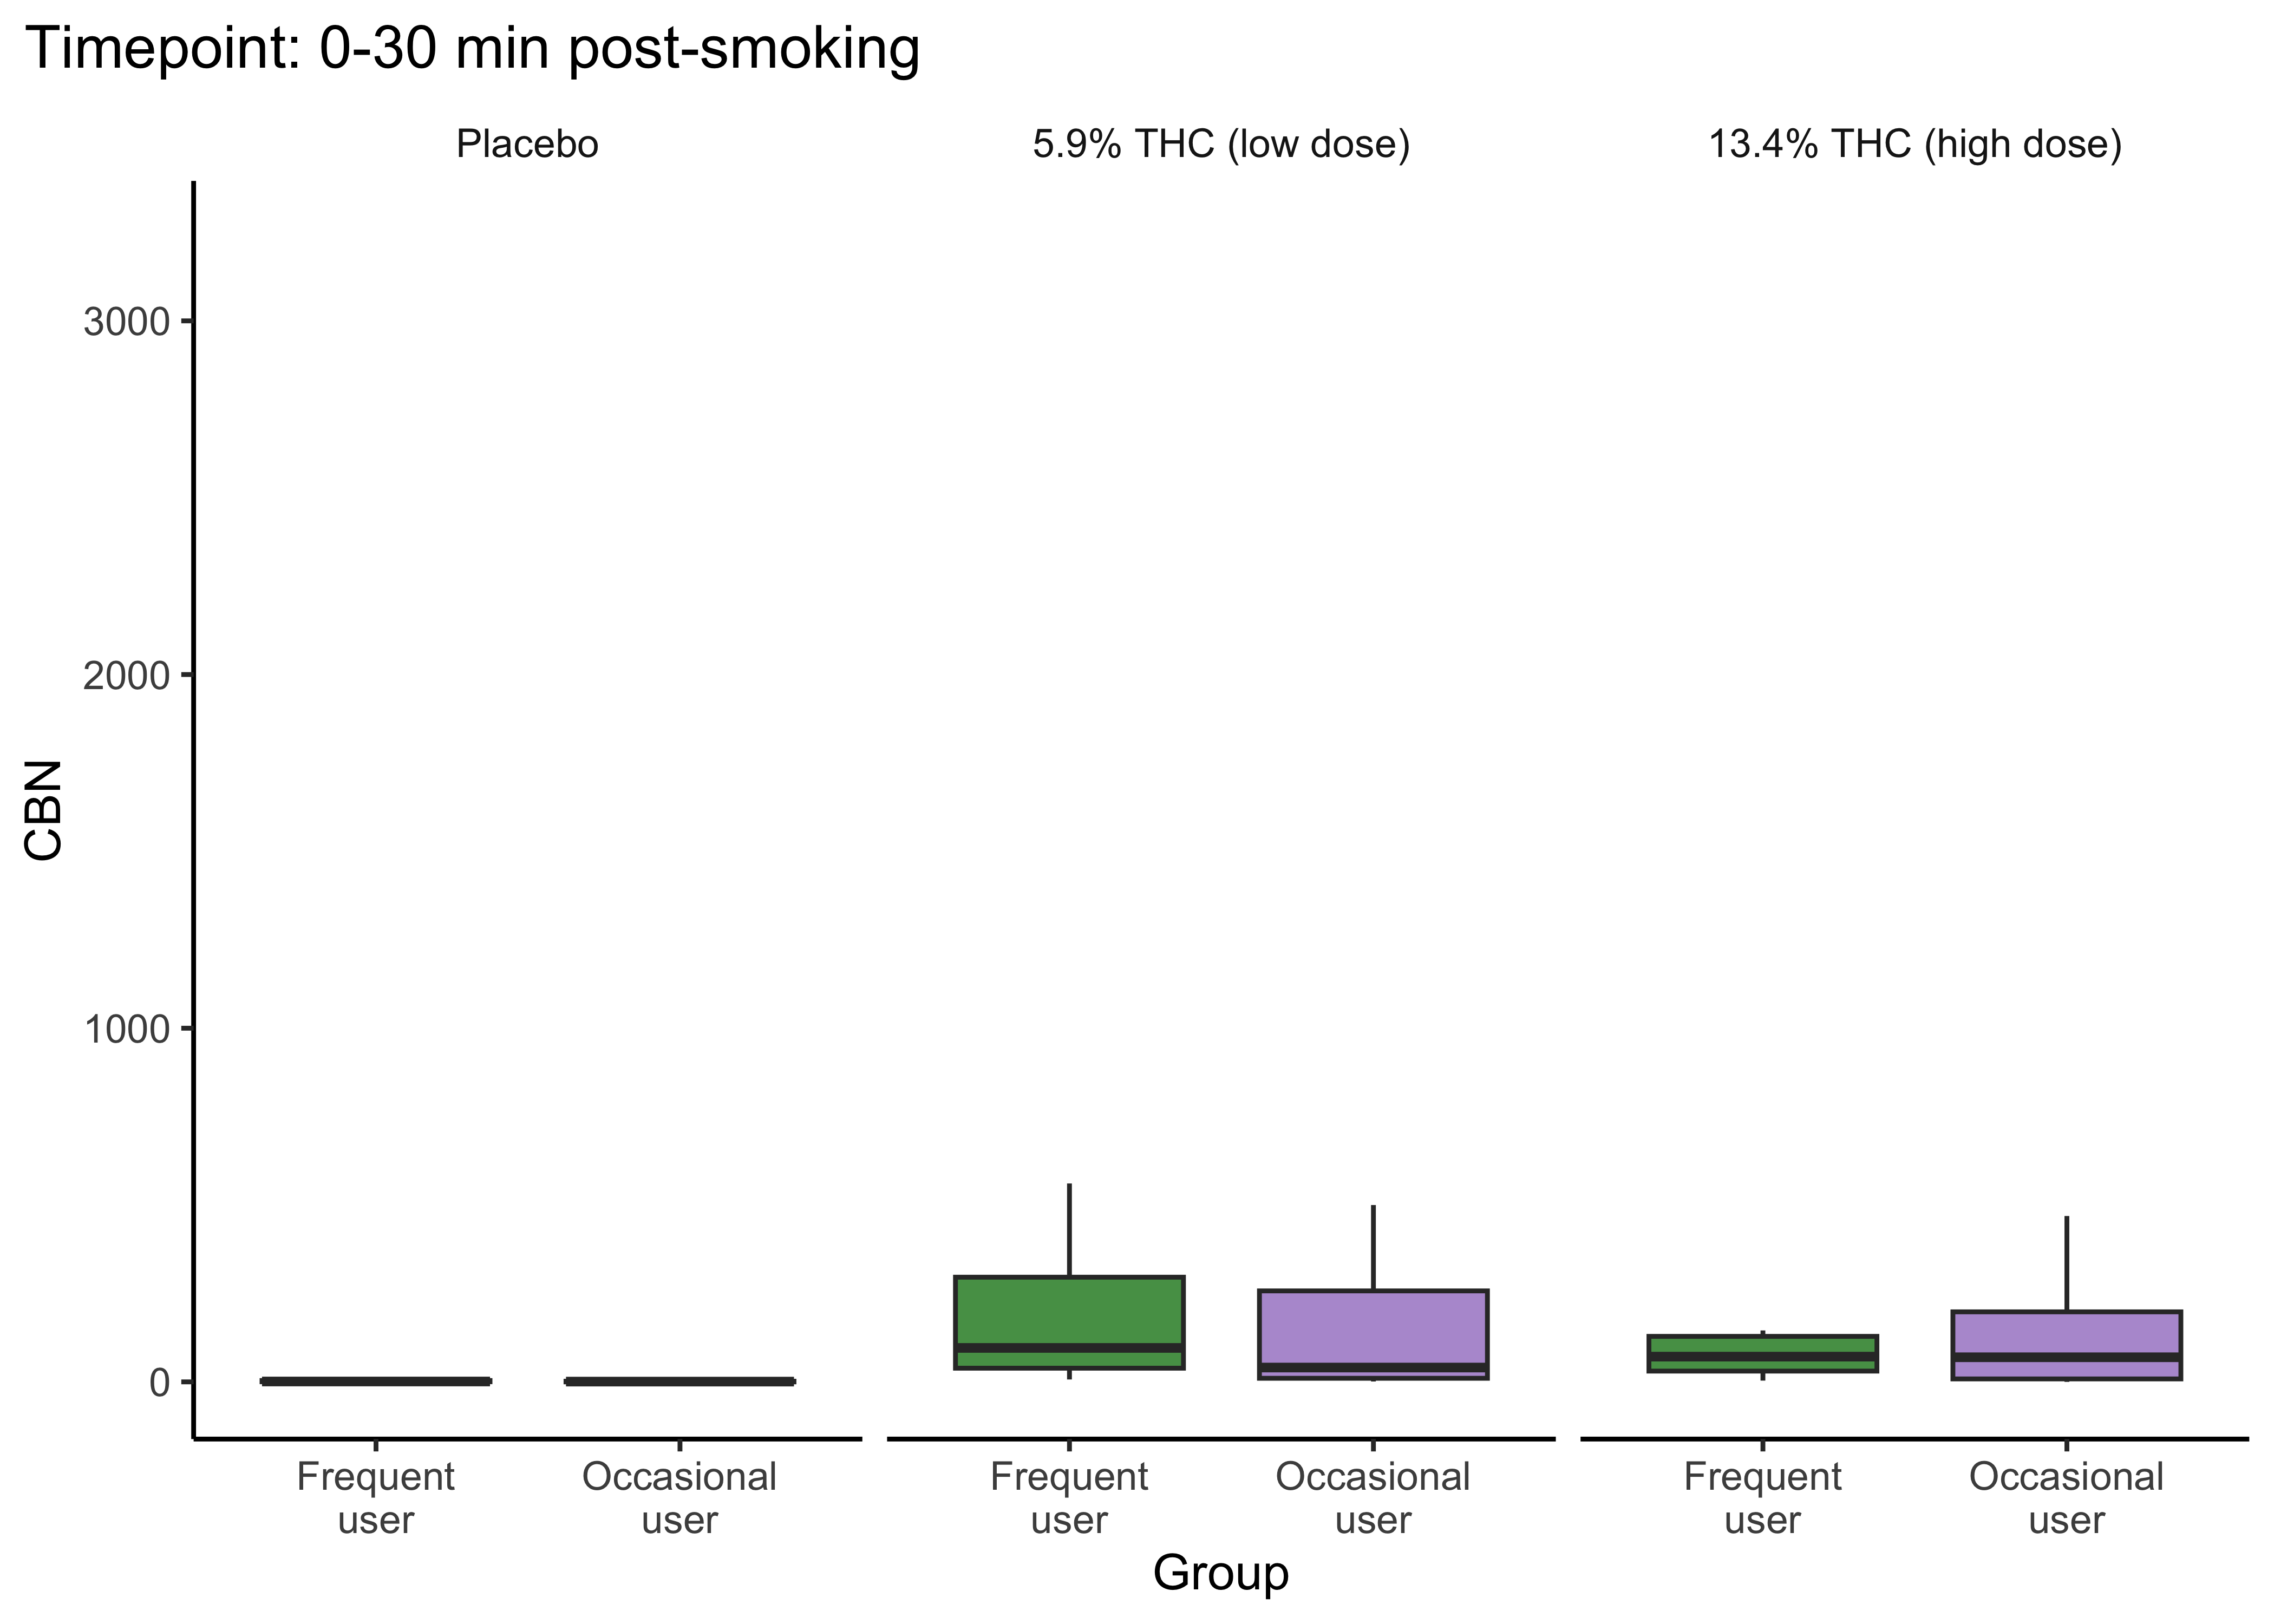 Timepoint: 0-30 min post-smoking
Placebo
5.9% THC (low dose)
13.4% THC (high dose)
3000
2000
1000
0
CBN
Frequent
user
Occasional
user
Frequent
user
Occasional
user
Frequent
user
Occasional
user
Group